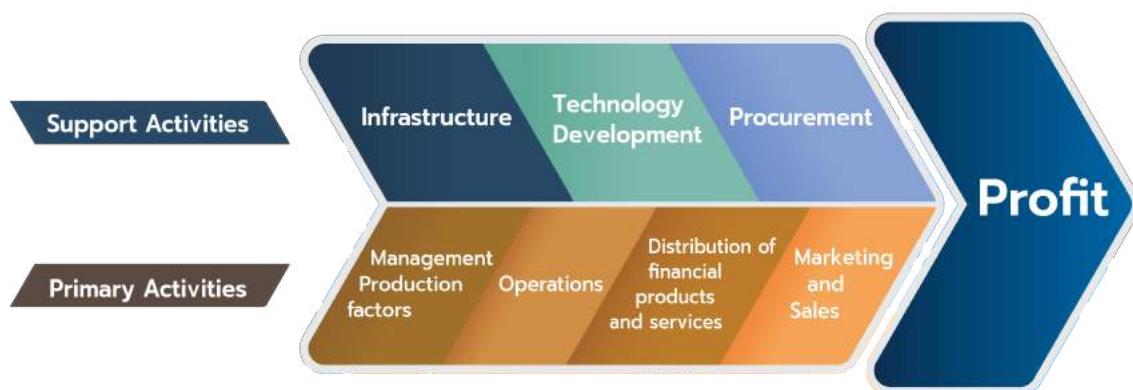 Support Activities
Infrastructure
Technology
Development
Procurement
Profit
Primary Activities
Management
Production
factors
Operations
Distribution of
financial
products
and services
Marketing
and
Sales